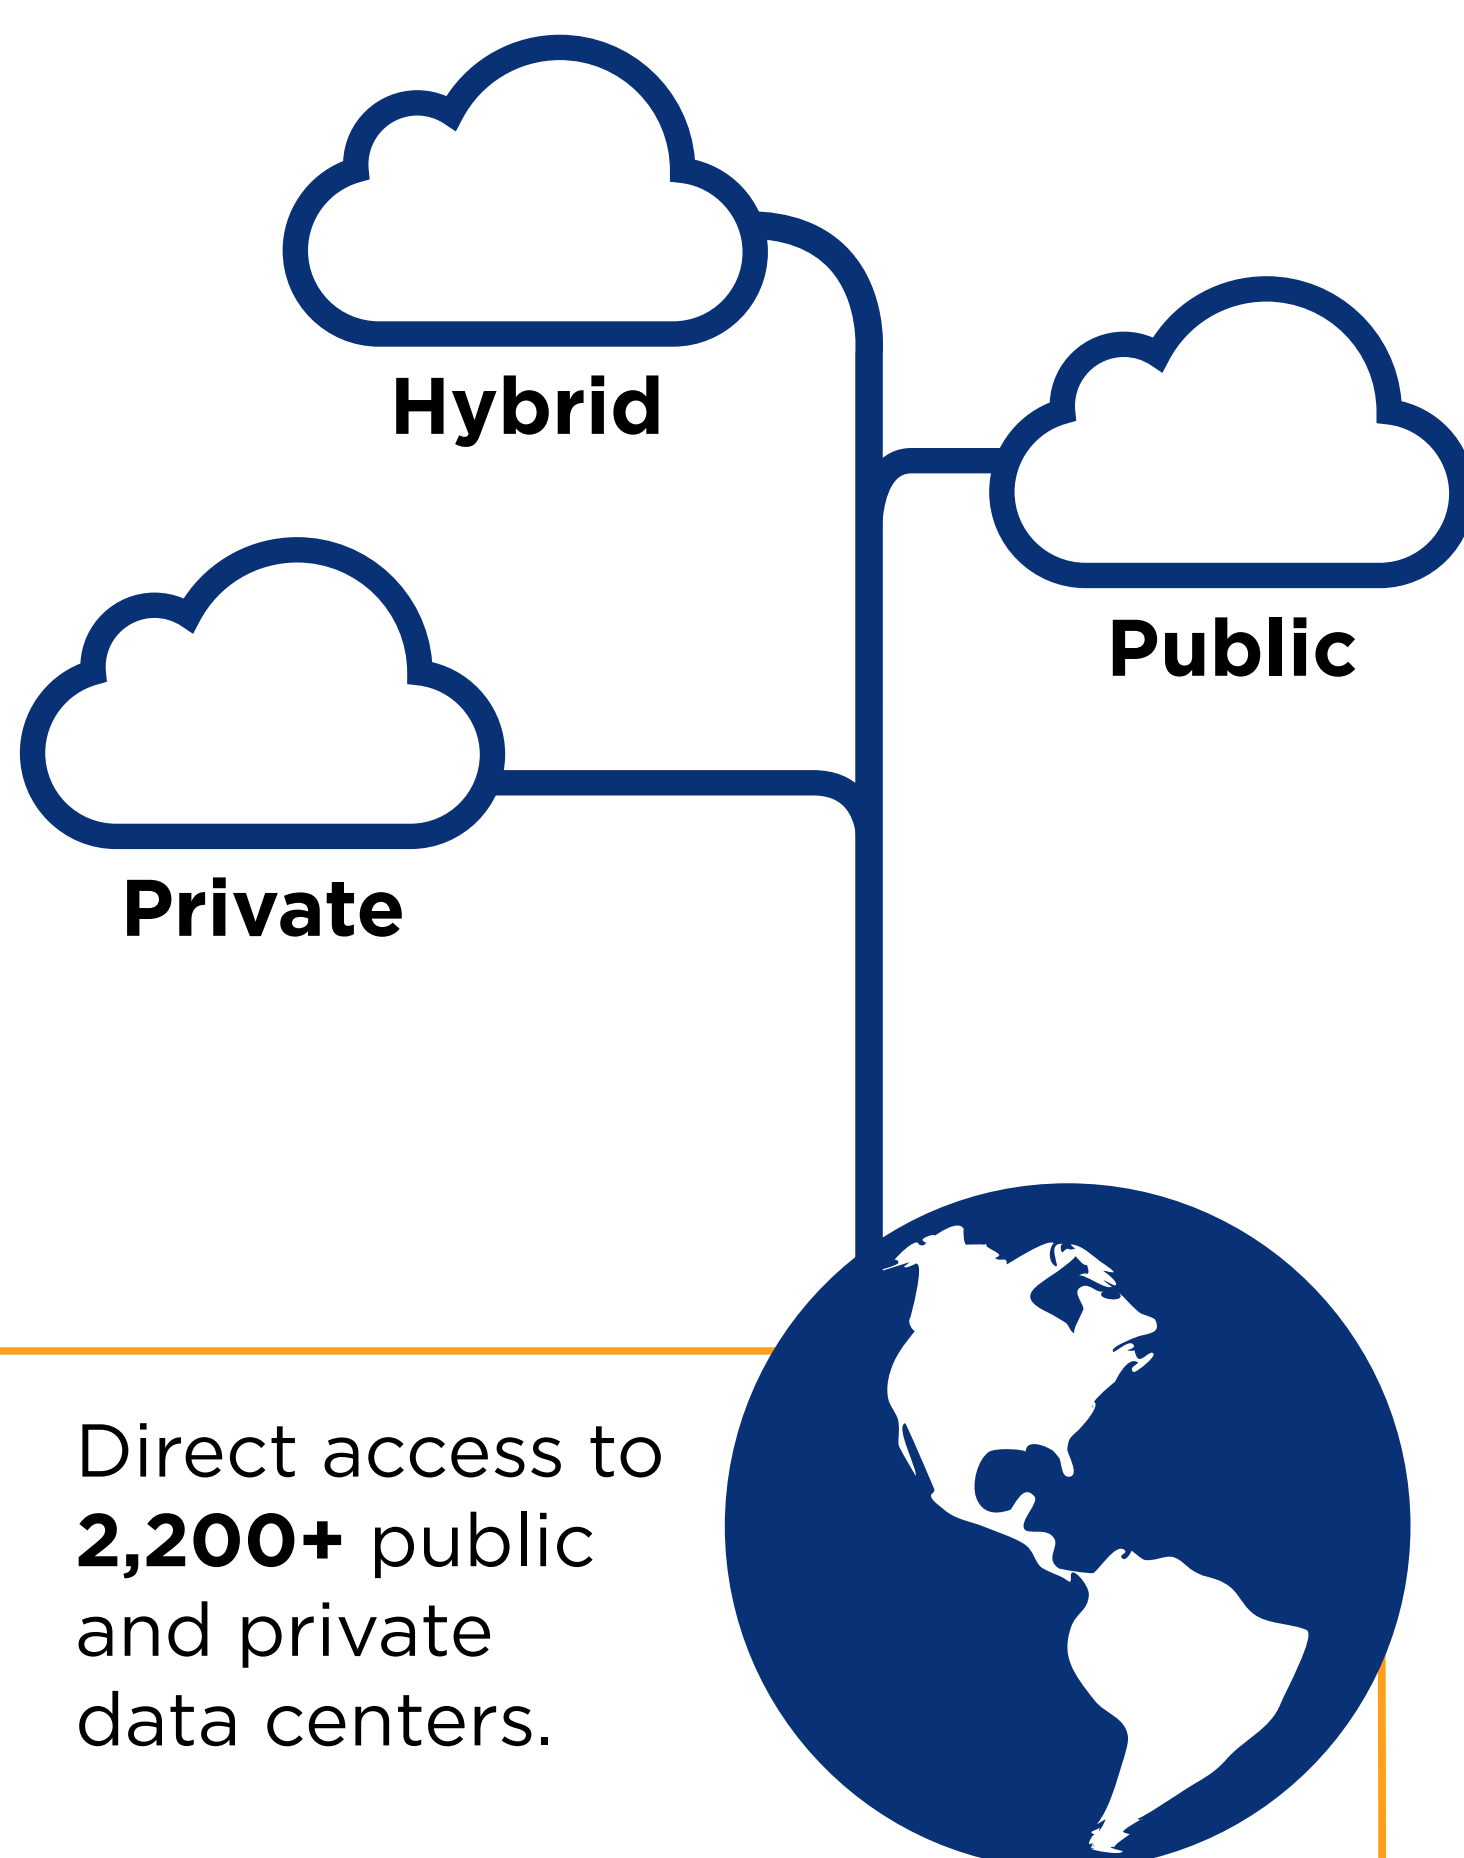 Hybrid
Public
Private
Direct access to
2,200+ public
and private
data centers.